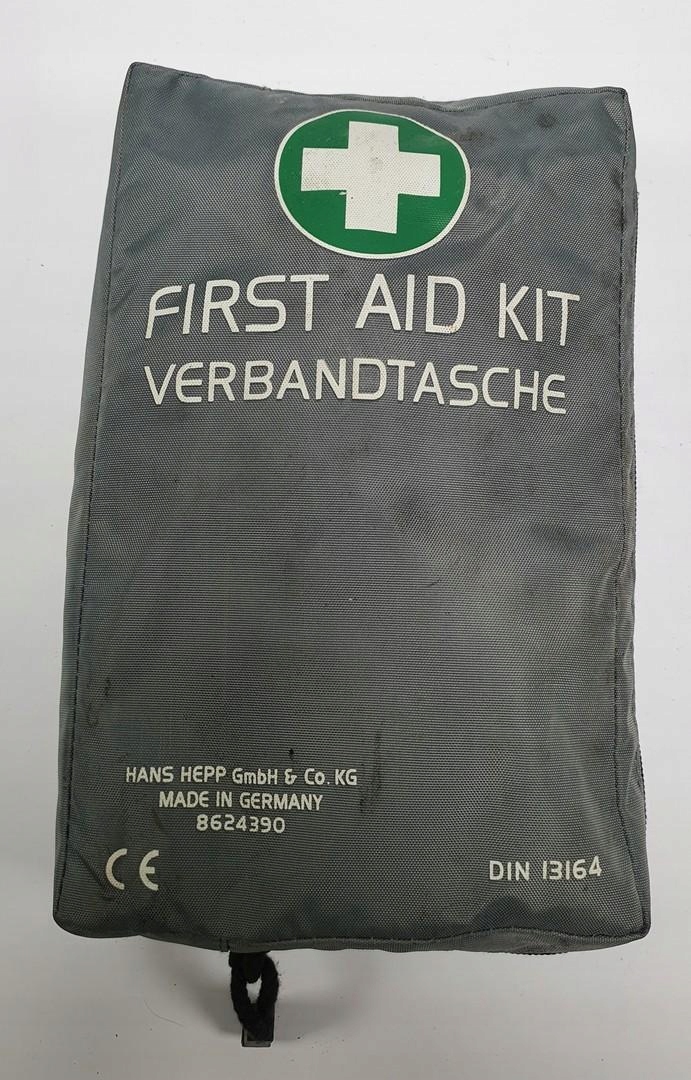 FIRST AID KIT
VERBANDTASCHE
HANS HEPP GmbH & Co. KG
MADE IN GERMANY
8624390
CE
DIN 13164